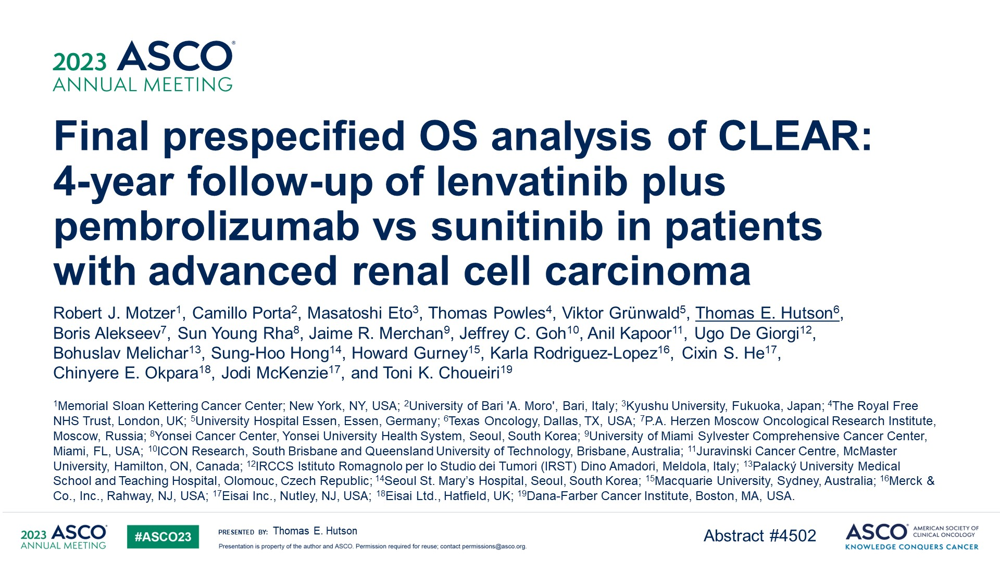 2023 ASCO®
ANNUAL MEETING
Final prespecified OS analysis of CLEAR:
4-year follow-up of lenvatinib plus
pembrolizumab vs sunitinib in patients
with advanced renal cell carcinoma
Robert J. Motzer¹, Camillo Porta², Masatoshi Eto³, Thomas Powles⁴, Viktor Grünwald⁵, Thomas E. Hutson⁶,
Boris Alekseev⁷, Sun Young Rha⁸, Jaime R. Merchan⁹, Jeffrey C. Goh¹⁰, Anil Kapoor¹¹, Ugo De Giorgi¹²,
Bohuslav Melichar¹³, Sung-Hoo Hong¹⁴, Howard Gurney¹⁵, Karla Rodriguez-Lopez¹⁶, Cixin S. He¹⁷,
Chinyere E. Okpara¹⁸, Jodi McKenzie¹⁷, and Toni K. Choueiri¹⁹
¹Memorial Sloan Kettering Cancer Center; New York, NY, USA; ²University of Bari 'A. Moro', Bari, Italy; ³Kyushu University, Fukuoka, Japan; ⁴The Royal Free
NHS Trust, London, UK; ⁵University Hospital Essen, Essen, Germany; ⁶Texas Oncology, Dallas, TX, USA; ⁷P.A. Herzen Moscow Oncological Research Institute,
Moscow, Russia; ⁸Yonsei Cancer Center, Yonsei University Health System, Seoul, South Korea; ⁹University of Miami Sylvester Comprehensive Cancer Center,
Miami, FL, USA; ¹⁰ICON Research, South Brisbane and Queensland University of Technology, Brisbane, Australia; ¹¹Juravinski Cancer Centre, McMaster
University, Hamilton, ON, Canada; ¹²IRCCS Istituto Romagnolo per lo Studio dei Tumori (IRST) Dino Amadori, Meldola, Italy; ¹³Palacký University Medical
School and Teaching Hospital, Olomouc, Czech Republic; ¹⁴Seoul St. Mary’s Hospital, Seoul, South Korea; ¹⁵Macquarie University, Sydney, Australia; ¹⁶Merck &
Co., Inc., Rahway, NJ, USA; ¹⁷Eisai Inc., Nutley, NJ, USA; ¹⁸Eisai Ltd., Hatfield, UK; ¹⁹Dana-Farber Cancer Institute, Boston, MA, USA.
2023 ASCO®
ANNUAL MEETING
#ASCO23
PRESENTED BY: Thomas E. Hutson
Presentation is property of the author and ASCO. Permission required for reuse; contact permissions@asco.org.
Abstract #4502
ASCO® AMERICAN SOCIETY OF
CLINICAL ONCOLOGY
KNOWLEDGE CONQUERS CANCER